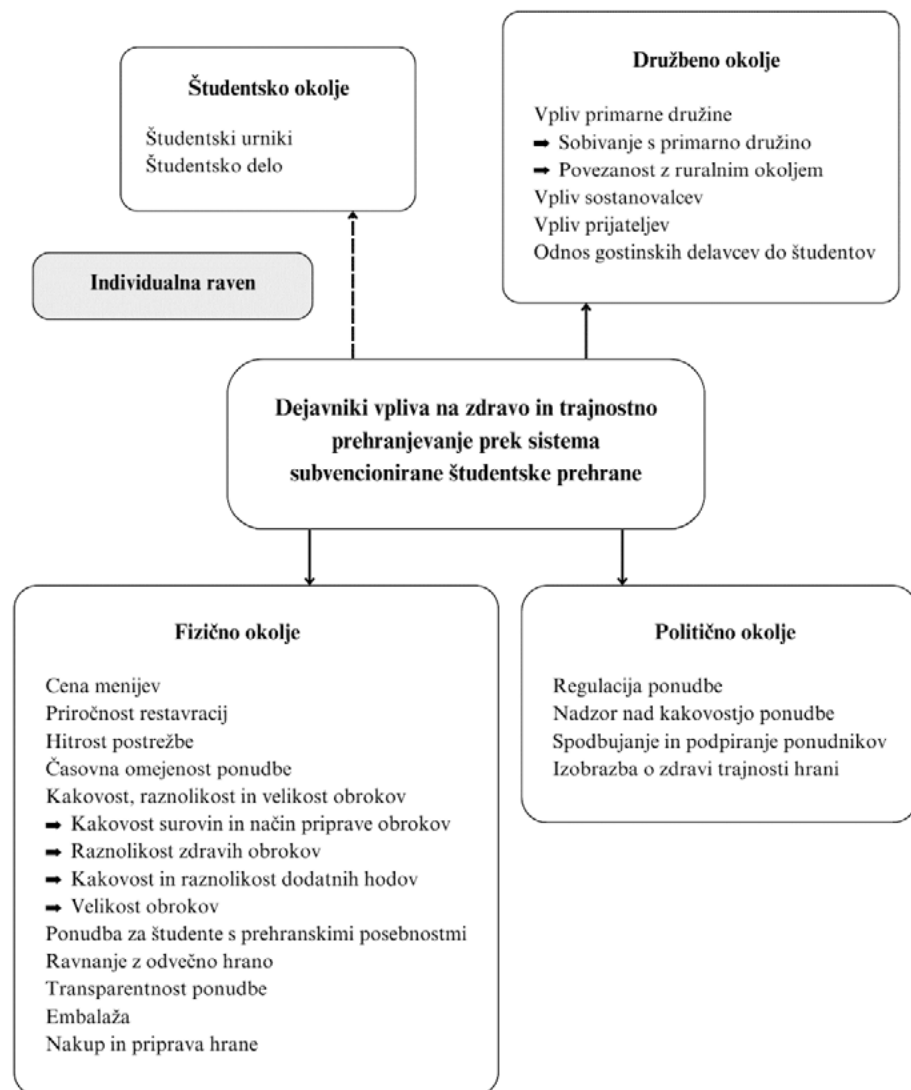 Študentsko okolje
Študentski urniki
Študentsko delo
Družbeno okolje
Vpliv primarne družine
➡ Sobivanje s primarno družino
➡ Povezanost z ruralnim okoljem
Vpliv sostanovalcev
Vpliv prijateljev
Odnos gostinskih delavcev do študentov
Individualna raven
Dejavniki vpliva na zdravo in trajnostno
prehranjevanje prek sistema
subvencionirane študentske prehrane
Fizično okolje
Cena menijev
Priročnost restavracij
Hitrost postrežbe
Časovna omejenost ponudbe
Kakovost, raznolikost in velikost obrokov
➡ Kakovost surovin in način priprave obrokov
➡ Raznolikost zdravih obrokov
➡ Kakovost in raznolikost dodatnih hodov
➡ Velikost obrokov
Ponudba za študente s prehranskimi posebnostmi
Ravnanje z odvečno hrano
Transparentnost ponudbe
Embalaža
Nakup in priprava hrane
Politično okolje
Regulacija ponudbe
Nadzor nad kakovostjo ponudbe
Spodbujanje in podpiranje ponudnikov
Izobrazba o zdravi trajnosti hrani